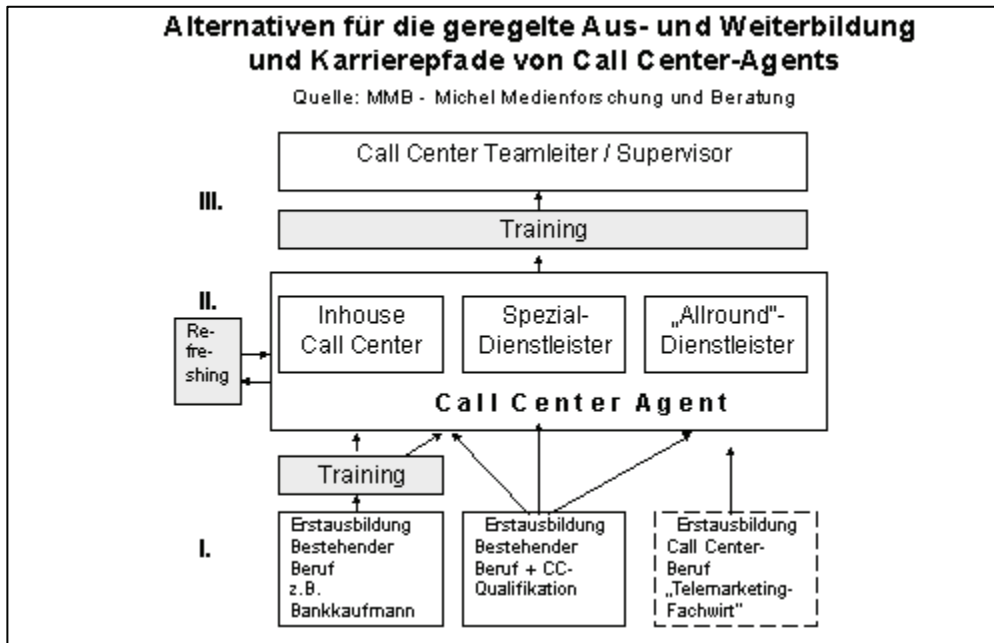 Alternativen für die geregelte Aus- und Weiterbildung
und Karrierepfade von Call Center-Agents
Quelle: MMB - Michel Medienforschung und Beratung
Call Center Teamleiter / Supervisor
III.
Training
II.
Re-
fre-
shing
Inhouse
Call Center
Spezial-
Dienstleister
„Allround"-
Dienstleister
Call Center Agent
Training
I.
Erstausbildung
Bestehender
Beruf
z.B.
Bankkaufmann
Erstausbildung
Bestehender
Beruf + CC-
Qualifikation
Erstausbildung
Call Center-
Beruf
„Telemarketing-
Fachwirt"